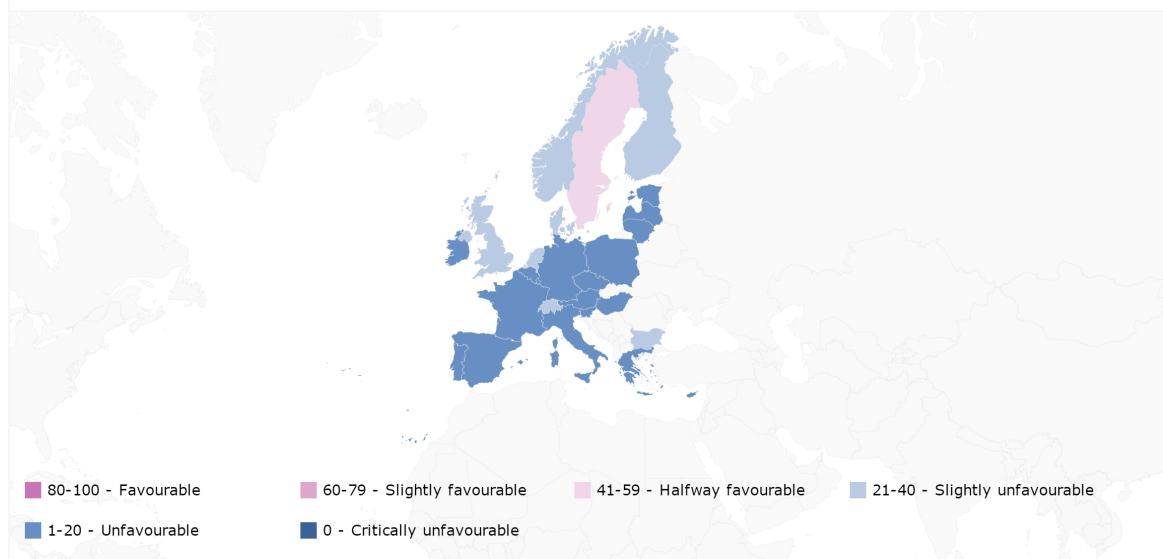 80-100 - Favourable
60-79 - Slightly favourable
41-59 - Halfway favourable
21-40 - Slightly unfavourable
1-20 - Unfavourable
0 - Critically unfavourable